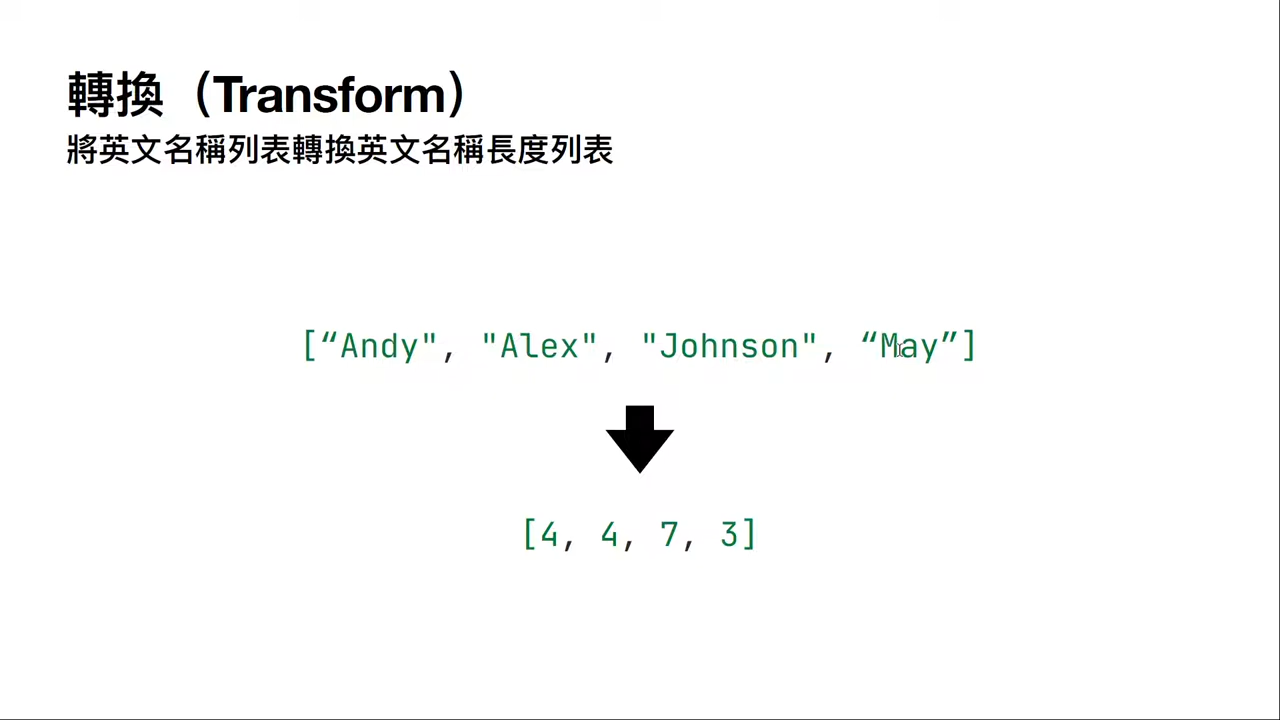 轉換（Transform）
將英文名稱列表轉換英文名稱長度列表
[“Andy", "Alex", "Johnson", “May”]
[4, 4, 7, 3]